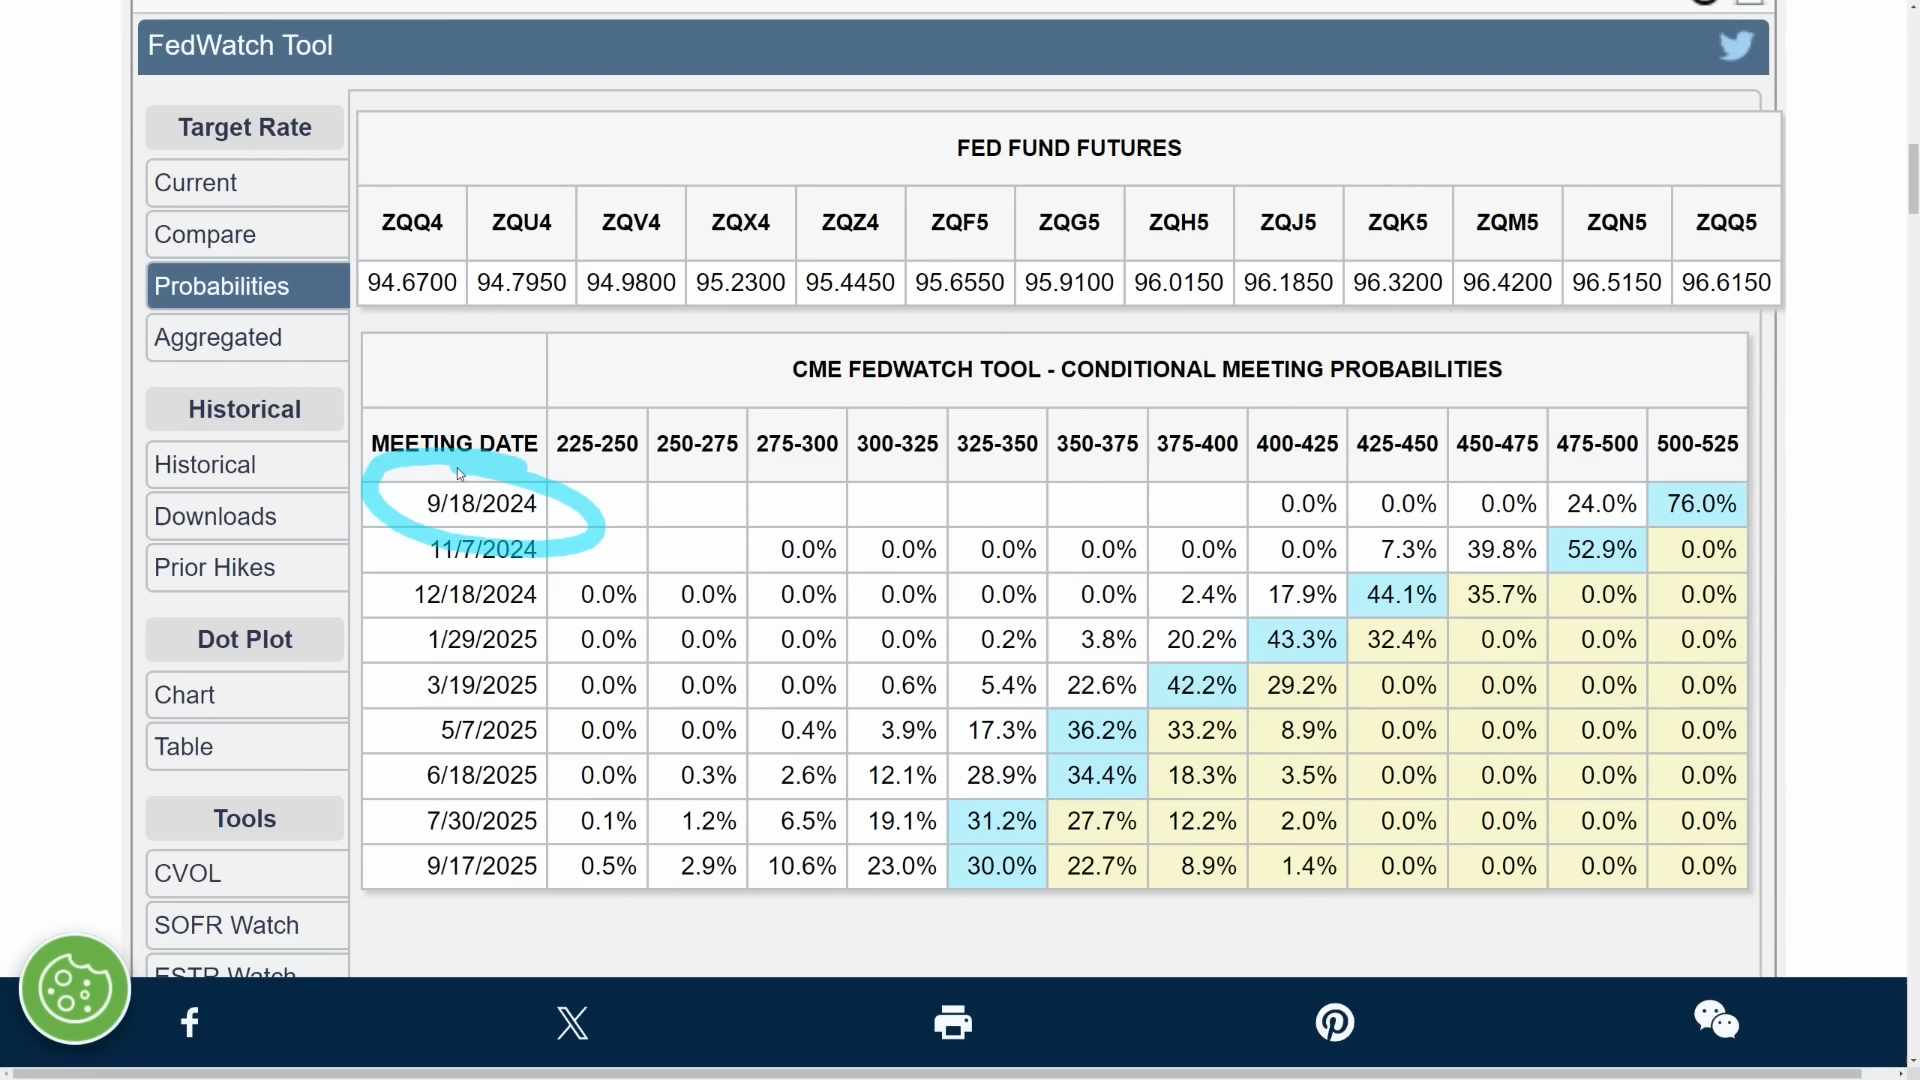 FedWatch Tool
Target Rate
Current
Compare
Probabilities
Aggregated
Historical
Historical
Downloads
Prior Hikes
Dot Plot
Chart
Table
Tools
CVOL
SOFR Watch
ESTR Watch
FED FUND FUTURES
ZQQ4 ZQU4 ZQV4 ZQX4 ZQZ4 ZQF5 ZQG5 ZQH5 ZQJ5 ZQK5 ZQM5 ZQN5 ZQQ5
94.6700 94.7950 94.9800 95.2300 95.4450 95.6550 95.9100 96.0150 96.1850 96.3200 96.4200 96.5150 96.6150
CME FEDWATCH TOOL - CONDITIONAL MEETING PROBABILITIES
MEETING DATE 225-250 250-275 275-300 300-325 325-350 350-375 375-400 400-425 425-450 450-475 475-500 500-525
9/18/2024 0.0% 0.0% 0.0% 24.0% 76.0%
11/7/2024 0.0% 0.0% 0.0% 0.0% 0.0% 0.0% 7.3% 39.8% 52.9% 0.0%
12/18/2024 0.0% 0.0% 0.0% 0.0% 0.0% 0.0% 2.4% 17.9% 44.1% 35.7% 0.0% 0.0%
1/29/2025 0.0% 0.0% 0.0% 0.0% 0.2% 3.8% 20.2% 43.3% 32.4% 0.0% 0.0% 0.0%
3/19/2025 0.0% 0.0% 0.0% 0.6% 5.4% 22.6% 42.2% 29.2% 0.0% 0.0% 0.0% 0.0%
5/7/2025 0.0% 0.0% 0.4% 3.9% 17.3% 36.2% 33.2% 8.9% 0.0% 0.0% 0.0% 0.0%
6/18/2025 0.0% 0.3% 2.6% 12.1% 28.9% 34.4% 18.3% 3.5% 0.0% 0.0% 0.0% 0.0%
7/30/2025 0.1% 1.2% 6.5% 19.1% 31.2% 27.7% 12.2% 2.0% 0.0% 0.0% 0.0% 0.0%
9/17/2025 0.5% 2.9% 10.6% 23.0% 30.0% 22.7% 8.9% 1.4% 0.0% 0.0% 0.0% 0.0%